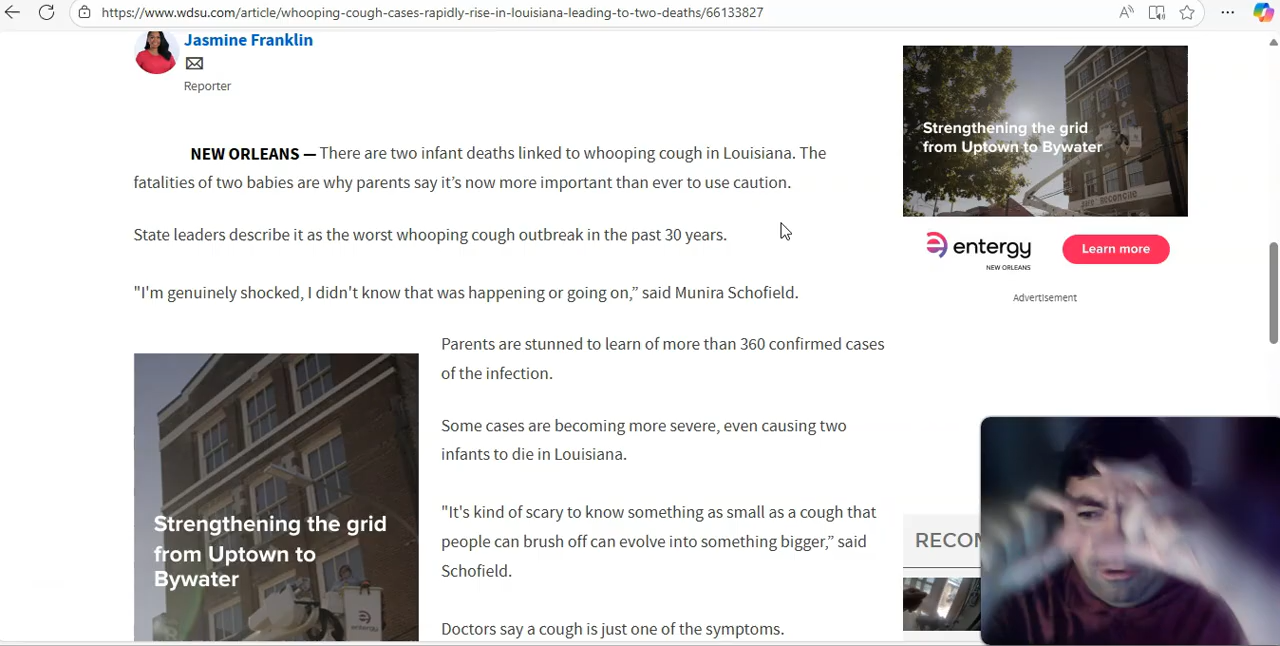 https://www.wdsu.com/article/whooping-cough-cases-rapidly-rise-in-louisiana-leading-to-two-deaths/66133827
Jasmine Franklin
Reporter
NEW ORLEANS — There are two infant deaths linked to whooping cough in Louisiana. The
fatalities of two babies are why parents say it’s now more important than ever to use caution.
State leaders describe it as the worst whooping cough outbreak in the past 30 years.
"I'm genuinely shocked, I didn't know that was happening or going on,” said Munira Schofield.
Parents are stunned to learn of more than 360 confirmed cases
of the infection.
Some cases are becoming more severe, even causing two
infants to die in Louisiana.
"It's kind of scary to know something as small as a cough that
people can brush off can evolve into something bigger,” said
Schofield.
Doctors say a cough is just one of the symptoms.
Strengthening the grid
from Uptown to
Bywater
entergy
Strengthening the grid
from Uptown to Bywater
SAFE RECONCILE
entergy
NEW ORLEANS
Learn more
Advertisement
RECOM